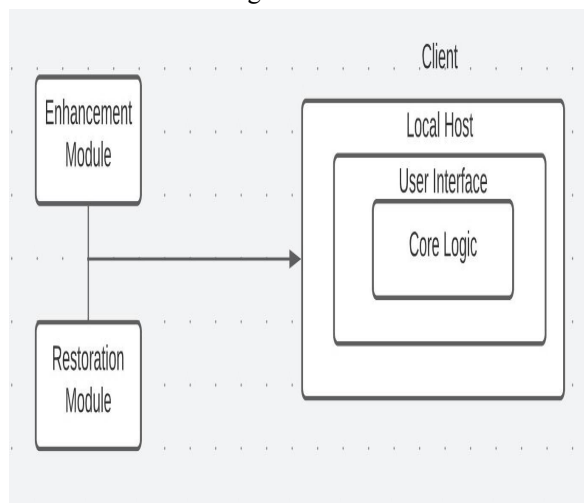 Enhancement
Module
Restoration
Module
Client
Local Host
User Interface
Core Logic